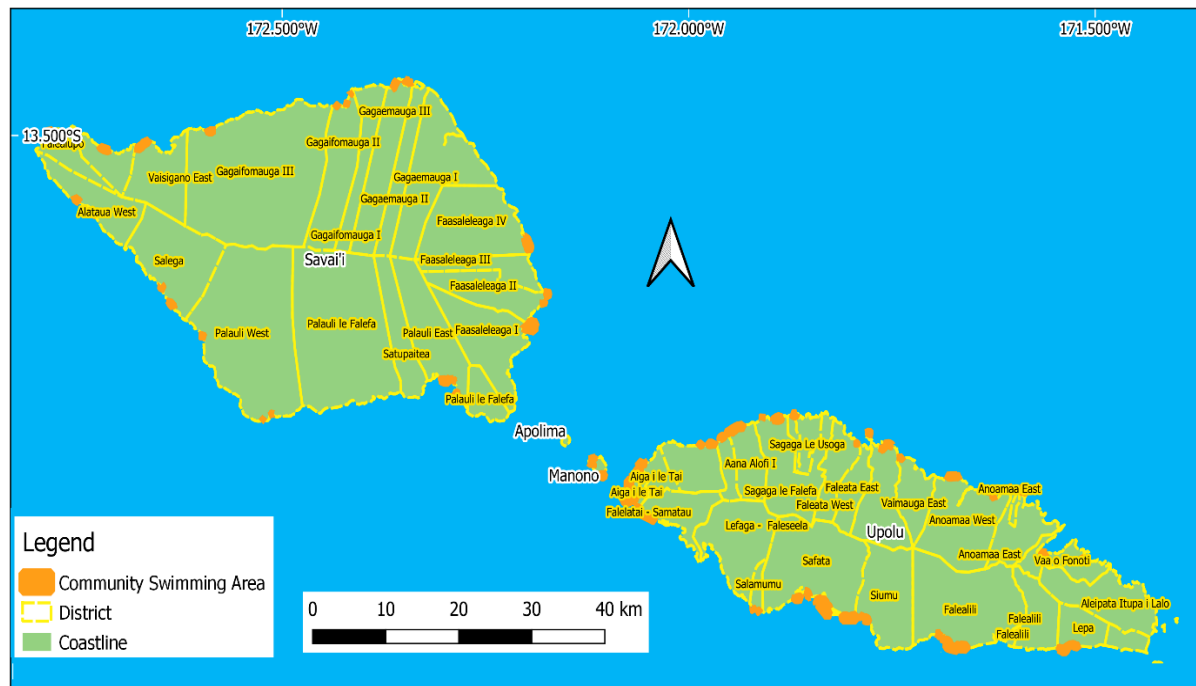 172.500°W
172.000°W
171.500°W
13.500°S
Falealupo
Vaisigano East
Gagaifomauga III
Gagaifomauga II
Gagaemauga III
Gagaemauga I
Gagaemauga II
Alataua West
Faasaleleaga IV
Gagaifomauga I
Savai'i
Salega
Faasaleleaga III
Faasaleleaga II
Palauli West
Palauli le Falefa
Palauli East
Faasaleleaga I
Satupaitea
Palauli le Falefa
Apolima
Manono
Sagaga Le Usoga
Aana Alofi I
Aiga i le Tai
Aiga i le Tai
Sagaga le Falefa
Faleata East
Faleata West
Vaimauga East
Anoamaa East
Falelatai - Samatau
Lefaga - Faleseela
Anoamaa West
Upolu
Anoamaa East
Vaa o Fonoti
Safata
Salamumu
Siumu
Falealili
Falealili
Falealili
Aleipata Itupa i Lalo
Lepa
Legend
Community Swimming Area
District
Coastline
0 10 20 30 40 km